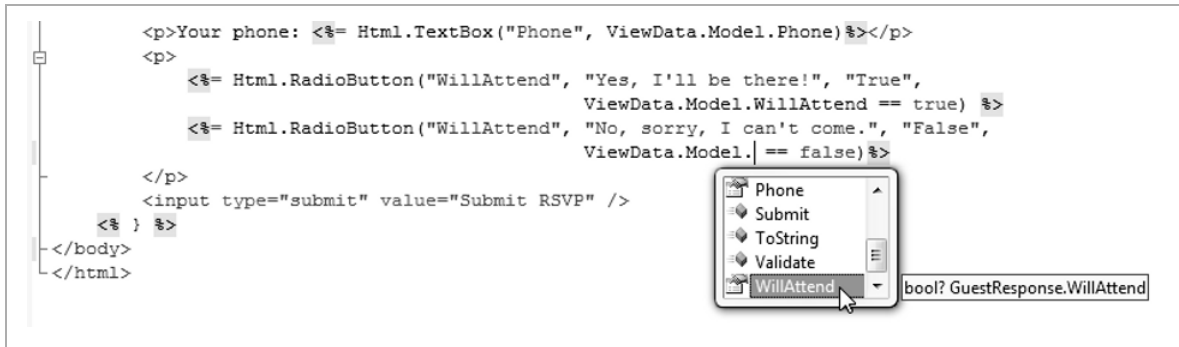 <p>Your phone: <%= Html.TextBox("Phone", ViewData.Model.Phone)%></p>
<p>
<%= Html.RadioButton("WillAttend", "Yes, I'll be there!", "True",
ViewData.Model.WillAttend == true) %>
<%= Html.RadioButton("WillAttend", "No, sorry, I can't come.", "False",
ViewData.Model. == false)%>
</p>
<input type="submit" value="Submit RSVP" />
<% } %>
</body>
</html>
Phone
Submit
ToString
Validate
WillAttend
bool? GuestResponse.WillAttend